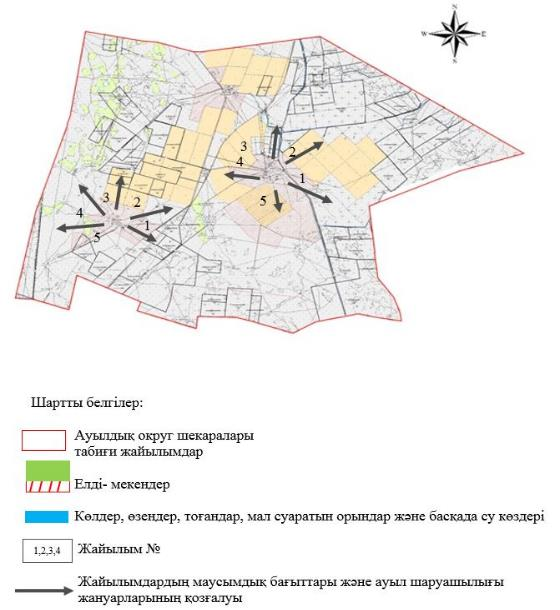 N
W E
S
3
2
4
1
5
3
2
4
1
5
Шартты белгілер:
Ауылдық округ шекаралары
табиғи жайылымдар
Елді- мекендер
Көлдер, өзендер, тоғандар, мал суаратын орындар және басқада су көздері
1,2,3,4 Жайылым №
Жайылымдардың маусымдық бағыттары және ауыл шаруашылығы
жануарларының қозғалуы